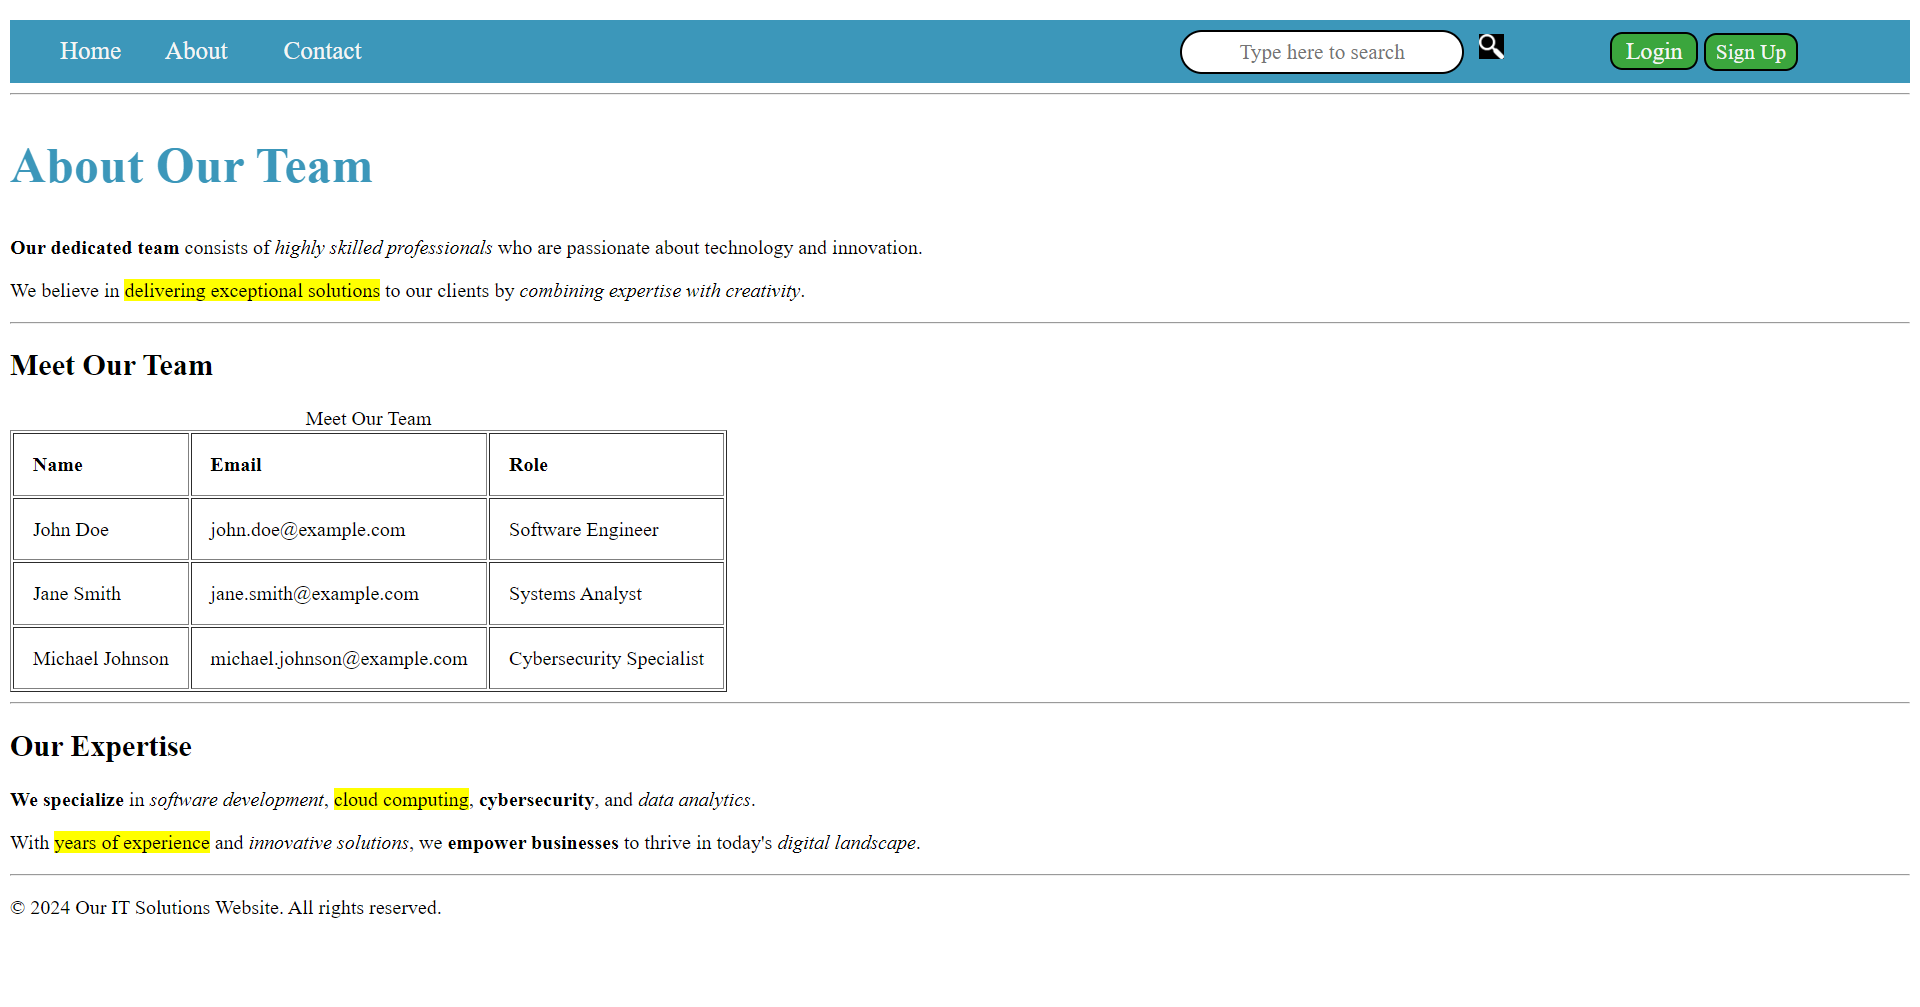 Home About Contact Type here to search Login Sign Up
About Our Team
Our dedicated team consists of highly skilled professionals who are passionate about technology and innovation.
We believe in delivering exceptional solutions to our clients by combining expertise with creativity.
Meet Our Team
Meet Our Team
Name Email Role
John Doe john.doe@example.com Software Engineer
Jane Smith jane.smith@example.com Systems Analyst
Michael Johnson michael.johnson@example.com Cybersecurity Specialist
Our Expertise
We specialize in software development, cloud computing, cybersecurity, and data analytics.
With years of experience and innovative solutions, we empower businesses to thrive in today's digital landscape.
© 2024 Our IT Solutions Website. All rights reserved.